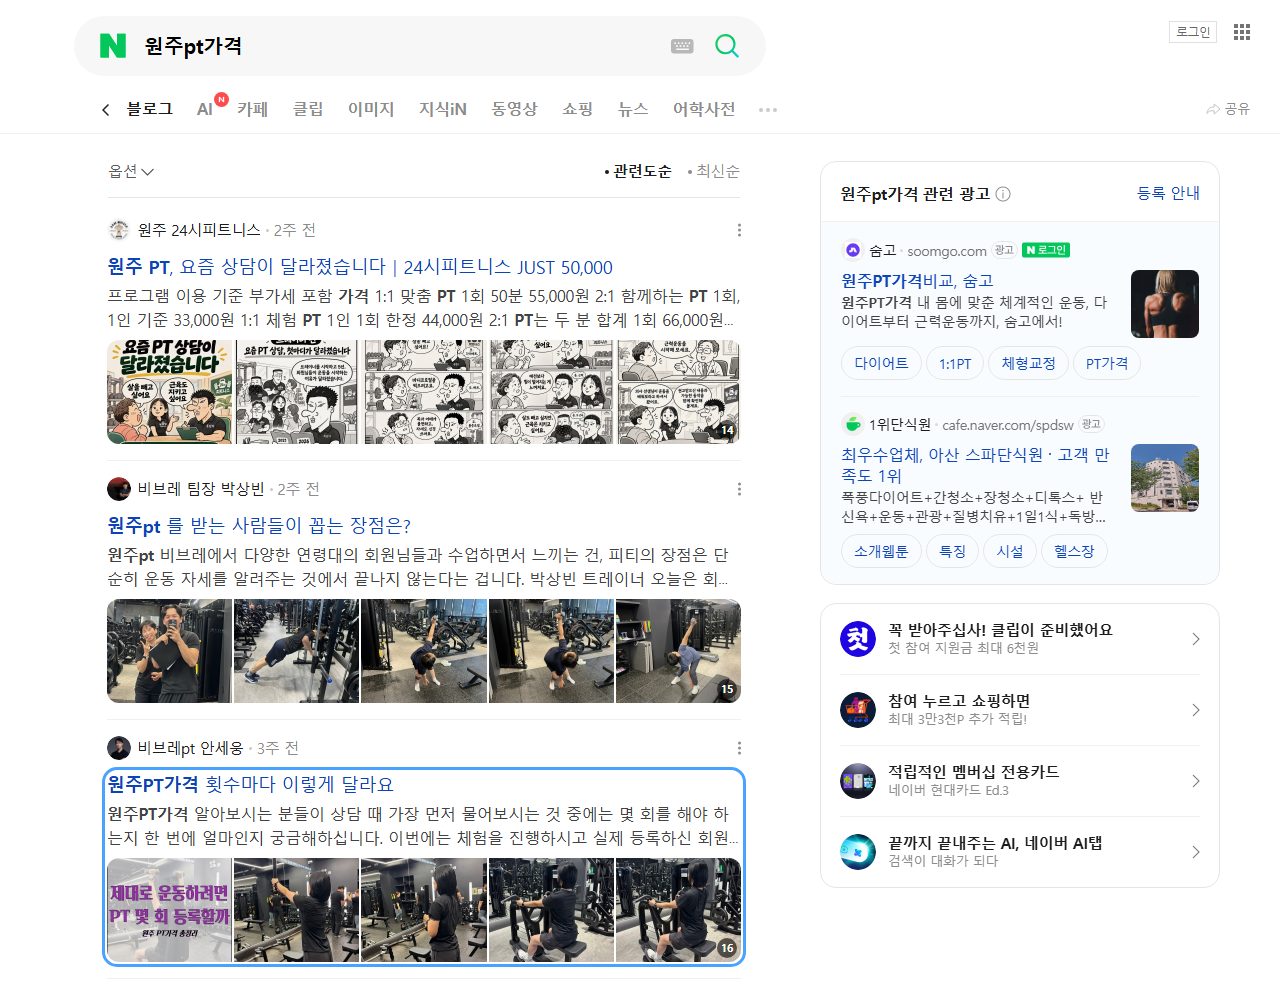 원주pt가격
로그인
블로그 AI N 카페 클립 이미지 지식iN 동영상 쇼핑 뉴스 어학사전
공유
옵션
• 관련도순 • 최신순
원주 24시피트니스 · 2주 전
원주 PT, 요즘 상담이 달라졌습니다 | 24시피트니스 JUST 50,000
프로그램 이용 기준 부가세 포함 가격 1:1 맞춤 PT 1회 50분 55,000원 2:1 함께하는 PT 1회,
1인 기준 33,000원 1:1 체험 PT 1인 1회 한정 44,000원 2:1 PT는 두 분 합계 1회 66,000원...
요즘 PT 상담이
달라졌습니다
살을 빼고
싶어요
근육도
지키고
싶어요
14
비브레 팀장 박상빈 · 2주 전
원주pt 를 받는 사람들이 꼽는 장점은?
원주pt 비브레에서 다양한 연령대의 회원님들과 수업하면서 느끼는 건, 피티의 장점은 단
순히 운동 자세를 알려주는 것에서 끝나지 않는다는 겁니다. 박상빈 트레이너 오늘은 회...
15
비브레pt 안세웅 · 3주 전
원주PT가격 횟수마다 이렇게 달라요
원주PT가격 알아보시는 분들이 상담 때 가장 먼저 물어보시는 것 중에는 몇 회를 해야 하
는지 한 번에 얼마인지 궁금해하십니다. 이번에는 체험을 진행하시고 실제 등록하신 회원...
제대로 운동하려면
PT 몇 회 등록할까
원주 PT가격 총정리
16
원주pt가격 관련 광고
등록 안내
숨고 · soomgo.com 광고 N 로그인
원주PT가격비교, 숨고
원주PT가격 내 몸에 맞춘 체계적인 운동, 다
이어트부터 근력운동까지, 숨고에서!
다이어트 1:1PT 체형교정 PT가격
1위단식원 · cafe.naver.com/spdsw 광고
최우수업체, 아산 스파단식원 · 고객 만
족도 1위
폭풍다이어트+간청소+장청소+디톡스+ 반
신욕+운동+관광+질병치유+1일1식+독방...
소개웹툰 특징 시설 헬스장
첫
꼭 받아주십사! 클립이 준비했어요
첫 참여 지원금 최대 6천원
참여 누르고 쇼핑하면
최대 3만3천P 추가 적립!
적립적인 멤버십 전용카드
네이버 현대카드 Ed.3
끝까지 끝내주는 AI, 네이버 AI탭
검색이 대화가 되다